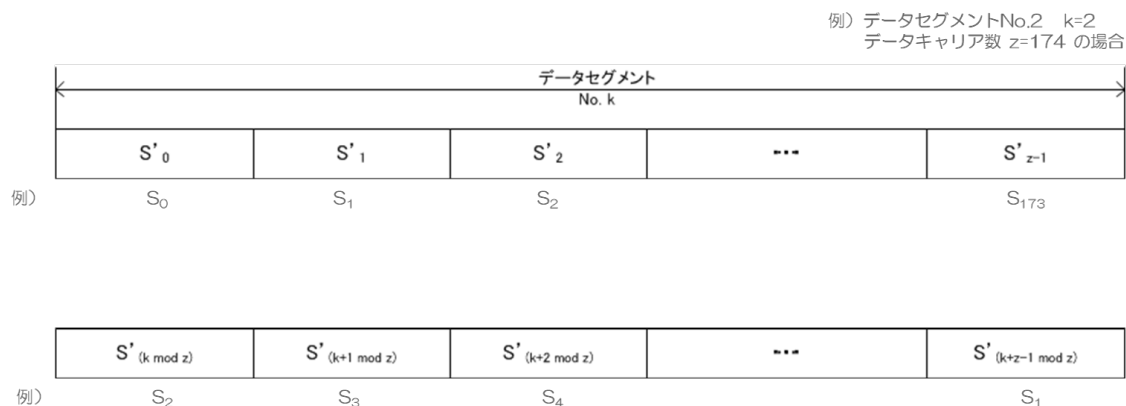 例）データセグメントNo.2　k=2
データキャリア数 z=174 の場合
データセグメント
No. k
S'0 S'1 S'2 ··· S'z-1
例） S0 S1 S2 S173
S'(k mod z) S'(k+1 mod z) S'(k+2 mod z) ··· S'(k+z-1 mod z)
例） S2 S3 S4 S1